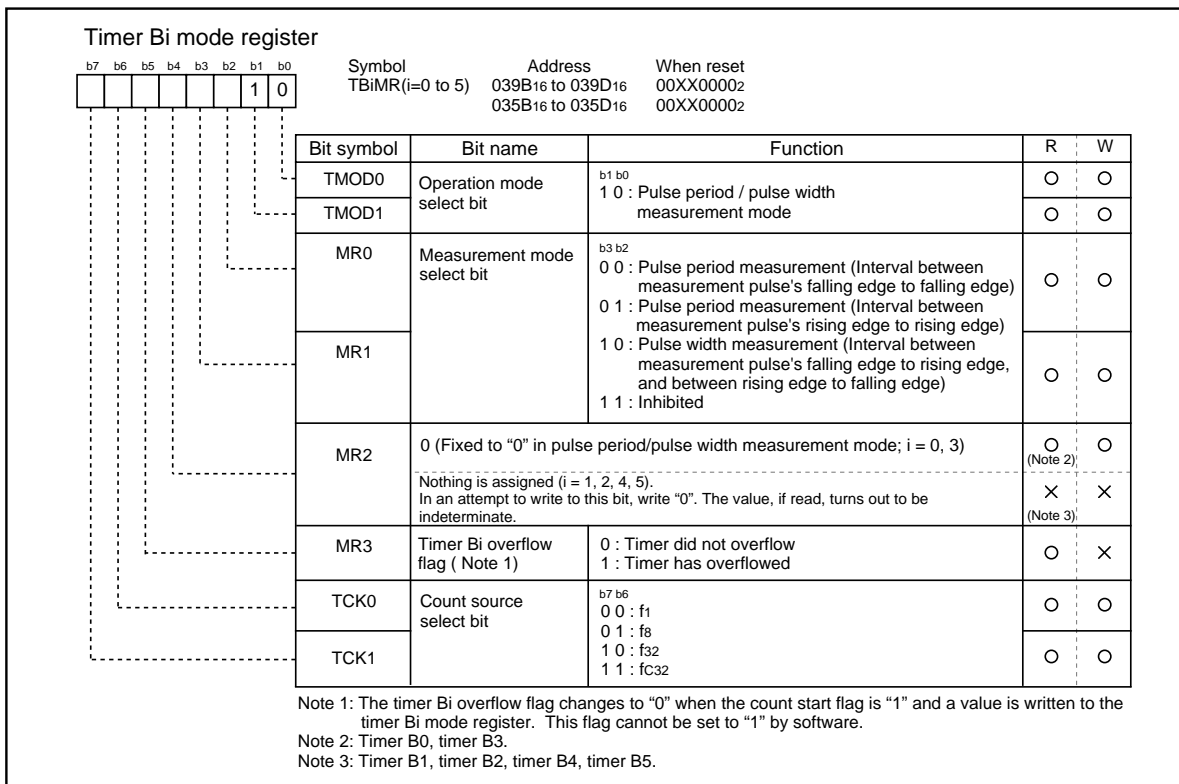 Timer Bi mode register
b7 b6 b5 b4 b3 b2 b1 b0
1 0
Symbol Address When reset
TBiMR(i=0 to 5) 039B16 to 039D16 00XX00002
035B16 to 035D16 00XX00002
Bit symbol Bit name Function R W
TMOD0 Operation mode select bit
TMOD1
b1 b0
1 0 : Pulse period / pulse width
measurement mode
MR0 Measurement mode
select bit
b3 b2
0 0 : Pulse period measurement (Interval between
measurement pulse's falling edge to falling edge)
0 1 : Pulse period measurement (Interval between
measurement pulse's rising edge to rising edge)
MR1
1 0 : Pulse width measurement (Interval between
measurement pulse's falling edge to rising edge,
and between rising edge to falling edge)
1 1 : Inhibited
MR2
0 (Fixed to “0” in pulse period/pulse width measurement mode; i = 0, 3)
(Note 2)
Nothing is assigned (i = 1, 2, 4, 5).
In an attempt to write to this bit, write “0”. The value, if read, turns out to be
indeterminate.
(Note 3)
MR3 Timer Bi overflow
flag ( Note 1)
0 : Timer did not overflow
1 : Timer has overflowed
TCK0 Count source
select bit
TCK1
b7 b6
0 0 : f1
0 1 : f8
1 0 : f32
1 1 : fC32
Note 1: The timer Bi overflow flag changes to “0” when the count start flag is “1” and a value is written to the
timer Bi mode register. This flag cannot be set to “1” by software.
Note 2: Timer B0, timer B3.
Note 3: Timer B1, timer B2, timer B4, timer B5.